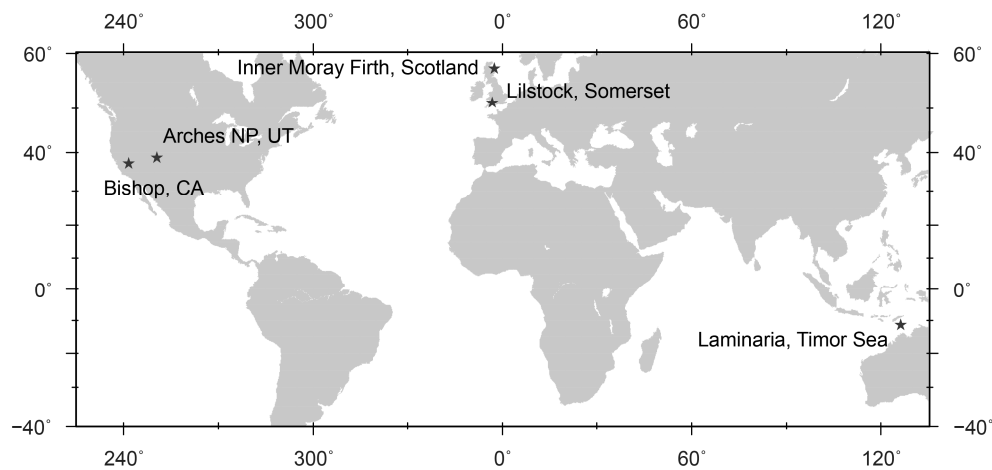 240° 300° 0° 60° 120°
60° 60°
Inner Moray Firth, Scotland
Lilstock, Somerset
Arches NP, UT
40° 40°
Bishop, CA
0° 0°
Laminaria, Timor Sea
−40° −40°
240° 300° 0° 60° 120°